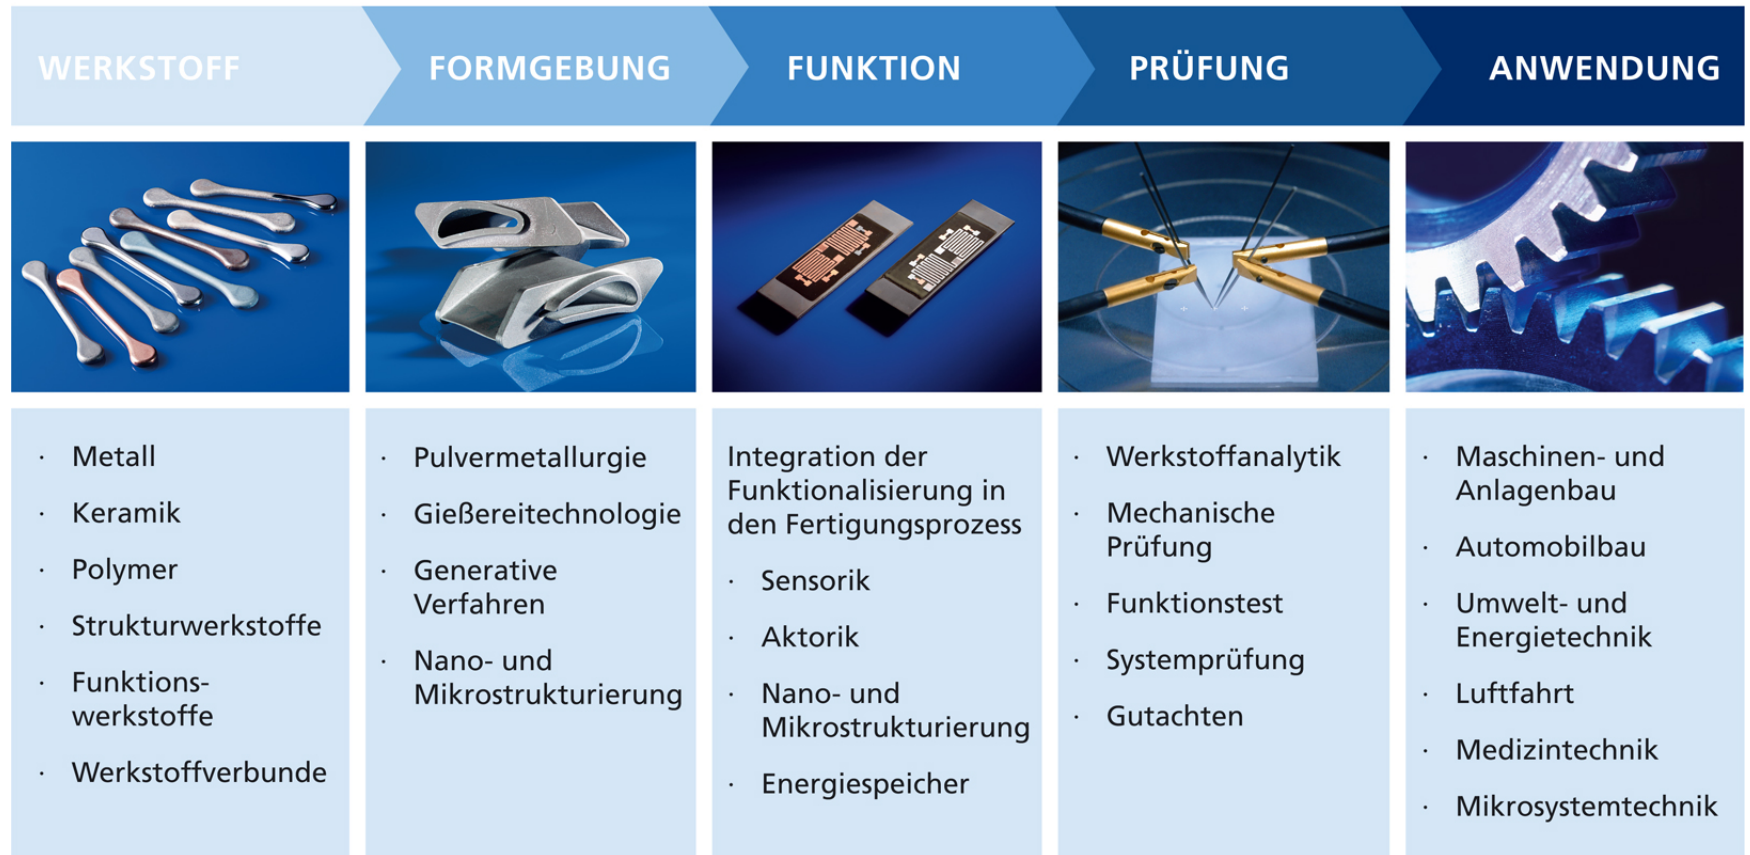 WERKSTOFF
FORMGEBUNG
FUNKTION
PRÜFUNG
ANWENDUNG
· Metall
· Keramik
· Polymer
· Strukturwerkstoffe
· Funktions-
werkstoffe
· Werkstoffverbunde
· Pulvermetallurgie
· Gießereitechnologie
· Generative
Verfahren
· Nano- und
Mikrostrukturierung
Integration der
Funktionalisierung in
den Fertigungsprozess
· Sensorik
· Aktorik
· Nano- und
Mikrostrukturierung
· Energiespeicher
· Werkstoffanalytik
· Mechanische
Prüfung
· Funktionstest
· Systemprüfung
· Gutachten
· Maschinen- und
Anlagenbau
· Automobilbau
· Umwelt- und
Energietechnik
· Luftfahrt
· Medizintechnik
· Mikrosystemtechnik